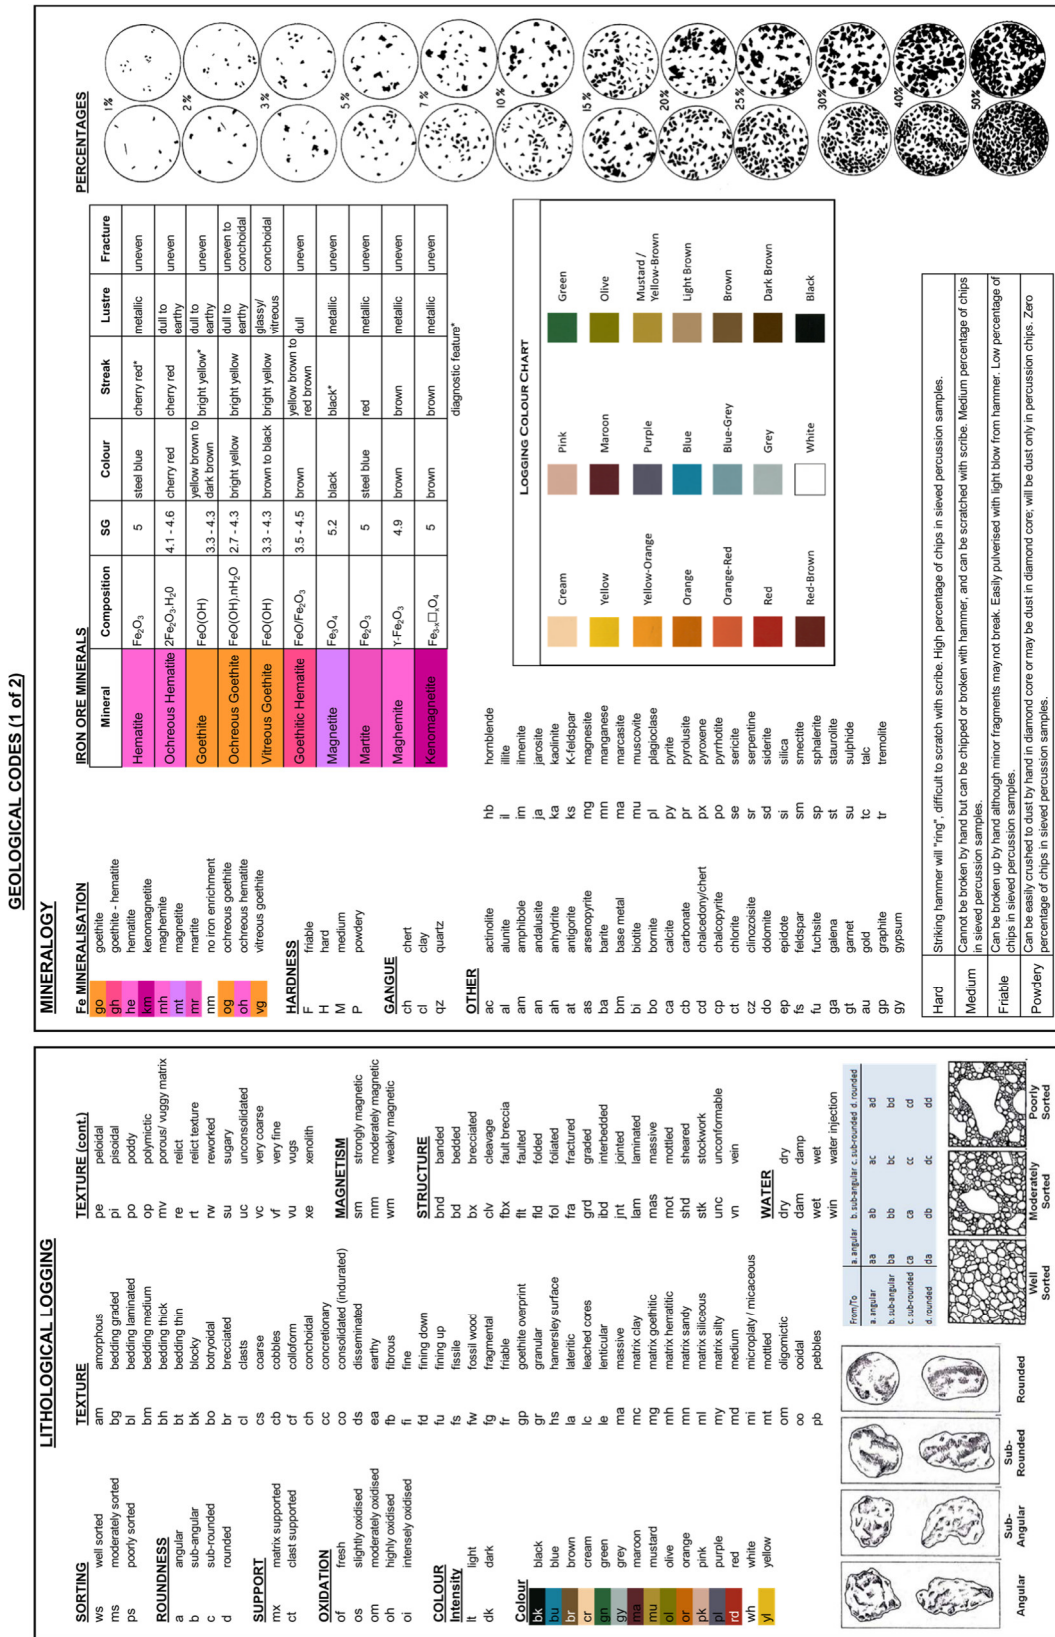 GEOLOGICAL CODES (1 of 2)
LITHOLOGICAL LOGGING
SORTING
ws well sorted
ms moderately sorted
ps poorly sorted
ROUNDNESS
a angular
b sub-angular
c sub-rounded
d rounded
SUPPORT
mx matrix supported
ct clast supported
OXIDATION
of fresh
os slightly oxidised
om moderately oxidised
oh highly oxidised
oi intensely oxidised
COLOUR
Intensity
lt light
dk dark
Colour
bk black
bu blue
br brown
cr cream
gn green
gy grey
ma maroon
mu mustard
ol olive
or orange
pk pink
pl purple
rd red
wh white
yl yellow
TEXTURE
am amorphous
bg bedding graded
bl bedding laminated
bm bedding medium
bh bedding thick
bt bedding thin
bk blocky
bo botryoidal
br brecciated
cl clasts
cs coarse
cb cobbles
cf colloform
ch conchoidal
cc concretionary
co consolidated (indurated)
ds disseminated
ea earthy
fb fibrous
fi fine
fd fining down
fu fining up
fs fissile
fw fossil wood
fg fragmental
fr friable
gp goethite overprint
gr granular
hs hamersley surface
la lateritic
lc leached cores
le lenticular
ma massive
mc matrix clay
mg matrix goethitic
mh matrix hematitic
mn matrix sandy
ml matrix siliceous
my matrix silty
md medium
mi microplaty / micaceous
mt mottled
om oligomictic
oo ooidal
pb pebbles
TEXTURE (cont.)
pe peloidal
pi pisoidal
po poddy
op polymictic
mv porous/ vuggy matrix
re relict
rt relict texture
rw reworked
su sugary
uc unconsolidated
vc very coarse
vf very fine
vu vugs
xe xenolith
MAGNETISM
sm strongly magnetic
mm moderately magnetic
wm weakly magnetic
STRUCTURE
bnd banded
bd bedded
bx brecciated
clv cleavage
fbx fault breccia
flt faulted
fld folded
fol foliated
fra fractured
grd graded
ibd interbedded
jnt jointed
lam laminated
mas massive
mot mottled
shd sheared
stk stockwork
unc unconformable
vn vein
WATER
dry dry
dam damp
wet wet
win water injection
Angular
Sub-Angular
Sub-Rounded
Rounded
From/To a. angular b. sub-angular c. sub-rounded d. rounded
a. angular aa ab ac ad
b. sub-angular ba bb bc bd
c. sub-rounded ca ca cc cd
d. rounded da db dc dd
Well Sorted
Moderately Sorted
Poorly Sorted
MINERALOGY
Fe MINERALISATION
go goethite
gh goethite - hematite
he hematite
km kenomagnetite
mh maghemite
mt magnetite
mr martite
nm no iron enrichment
og ochreous goethite
oh ochreous hematite
vg vitreous goethite
HARDNESS
F friable
H hard
M medium
P powdery
GANGUE
ch chert
cl clay
qz quartz
OTHER
ac actinolite
al alunite
am amphibole
an andalusite
ah anhydrite
at antigorite
as arsenopyrite
ba barite
bm base metal
bi biotite
bo bornite
ca calcite
cb carbonate
cd chalcedony/chert
cp chalcopyrite
ct chlorite
cz clinozoisite
do dolomite
ep epidote
fs feldspar
fu fuchsite
ga galena
gt garnet
au gold
gp graphite
gy gypsum
hb hornblende
il illite
im ilmenite
ja jarosite
ka kaolinite
ks K-feldspar
mg magnesite
mn manganese
ma marcasite
mu muscovite
pl plagioclase
py pyrite
pr pyrolusite
px pyroxene
po pyrrhotite
se sericite
sr serpentine
sd siderite
si silica
sm smectite
sp sphalerite
st staurolite
su sulphide
tc talc
tr tremolite
IRON ORE MINERALS
Mineral Composition SG Colour Streak Lustre Fracture
Hematite Fe₂O₃ 5 steel blue cherry red* metallic uneven
Ochreous Hematite 2Fe₂O₃.H₂0 4.1 - 4.6 cherry red cherry red dull to earthy uneven
Goethite FeO(OH) 3.3 - 4.3 yellow brown to dark brown bright yellow* dull to earthy uneven
Ochreous Goethite FeO(OH).nH₂O 2.7 - 4.3 bright yellow bright yellow dull to earthy uneven to conchoidal
Vitreous Goethite FeO(OH) 3.3 - 4.3 brown to black bright yellow glassy/ vitreous conchoidal
Goethitic Hematite FeO/Fe₂O₃ 3.5 - 4.5 brown yellow brown to red brown dull uneven
Magnetite Fe₃O₄ 5.2 black black* metallic uneven
Martite Fe₂O₃ 5 steel blue red metallic uneven
Maghemite Y-Fe₂O₃ 4.9 brown brown metallic uneven
Kenomagnetite Fe₃₋ₓ□ₓO₄ 5 brown brown metallic uneven
diagnostic feature*
LOGGING COLOUR CHART
Cream Pink Green
Yellow Maroon Olive
Yellow-Orange Purple Mustard / Yellow-Brown
Orange Blue Light Brown
Orange-Red Blue-Grey Brown
Red Grey Dark Brown
Red-Brown White Black
Hard Striking hammer will "ring", difficult to scratch with scribe. High percentage of chips in sieved percussion samples.
Medium Cannot be broken by hand but can be chipped or broken with hammer, and can be scratched with scribe. Medium percentage of chips in sieved percussion samples.
Friable Can be broken up by hand although minor fragments may not break. Easily pulverised with light blow from hammer. Low percentage of chips in sieved percussion samples.
Powdery Can be easily crushed to dust by hand in diamond core or may be dust in diamond core; will be dust only in percussion chips. Zero percentage of chips in sieved percussion samples.
PERCENTAGES
1%
2%
3%
5%
7%
10%
15%
20%
25%
30%
40%
50%